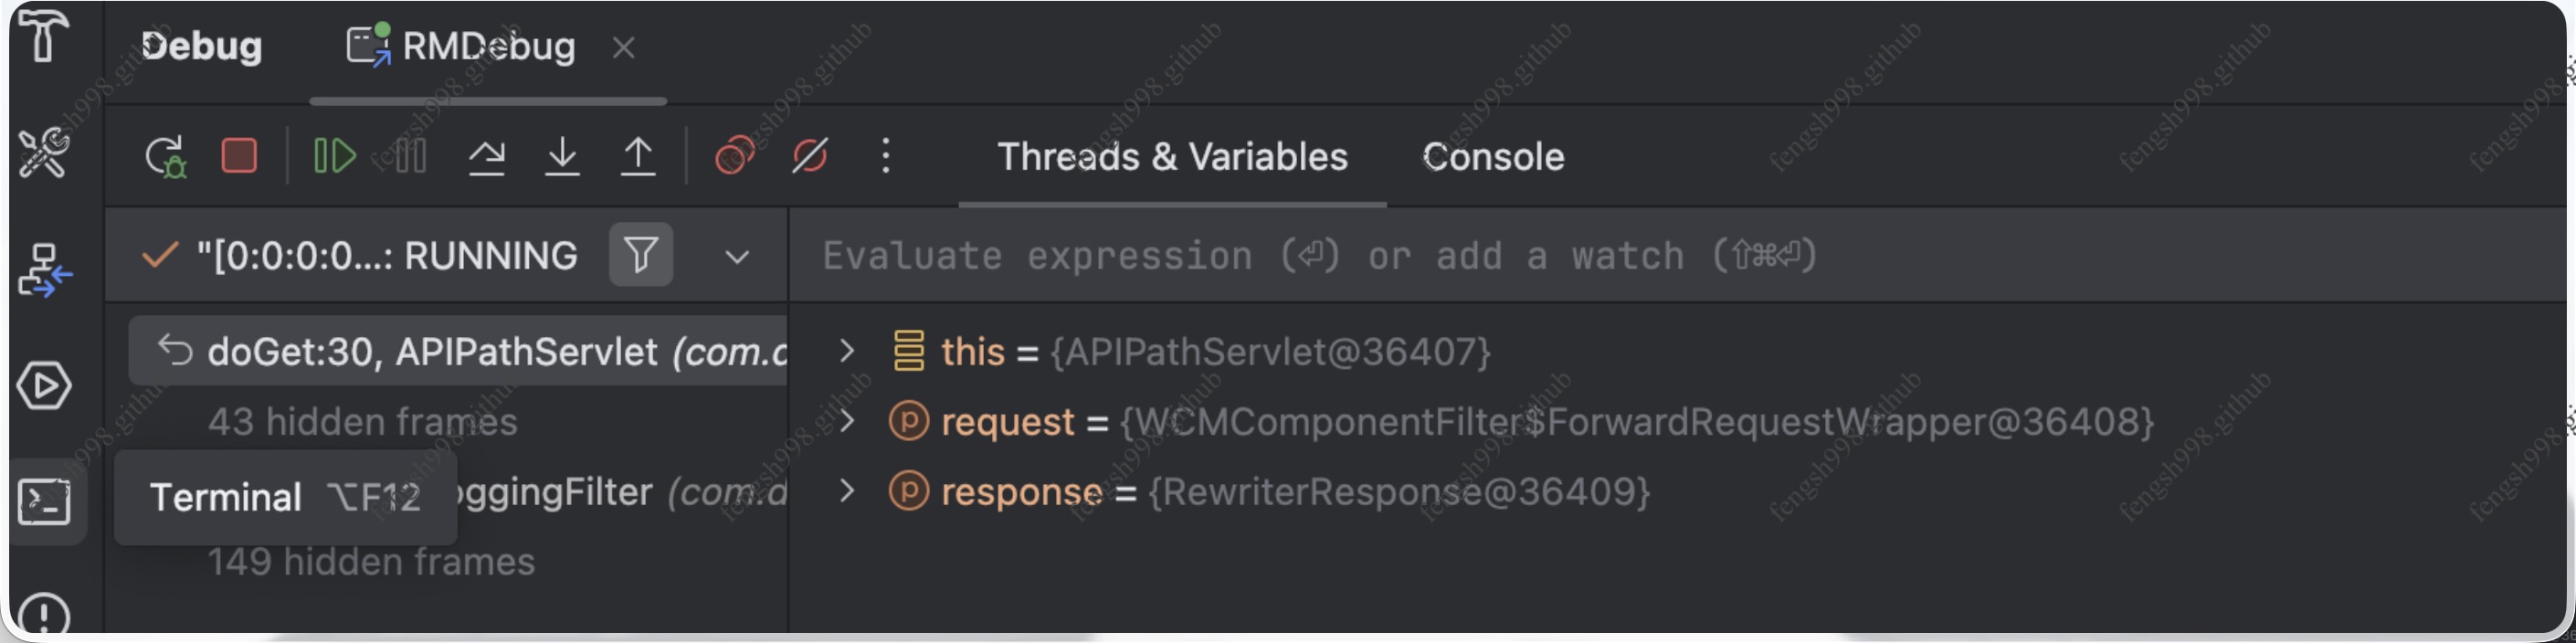 Debug RMDebug
Threads & Variables Console
"[0:0:0:0...: RUNNING
Evaluate expression (⏎) or add a watch (⇧⌘⏎)
doGet:30, APIPathServlet (com.d
this = {APIPathServlet@36407}
43 hidden frames
request = {WCMComponentFilter$ForwardRequestWrapper@36408}
Terminal ⌥F12
oggingFilter (com.d
response = {RewriterResponse@36409}
149 hidden frames
fengsh998.github